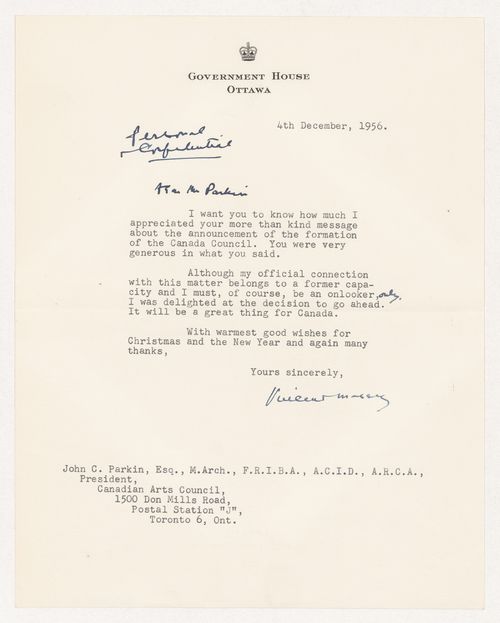 GOVERNMENT HOUSE
OTTAWA
4th December, 1956.
Personal
Confidential
Dear Mr Parkin
I want you to know how much I
appreciated your more than kind message
about the announcement of the formation
of the Canada Council. You were very
generous in what you said.
Although my official connection
with this matter belongs to a former capa-
city and I must, of course, be an onlooker, only.
I was delighted at the decision to go ahead.
It will be a great thing for Canada.
With warmest good wishes for
Christmas and the New Year and again many
thanks,
Yours sincerely,
Vincent Massey
John C. Parkin, Esq., M.Arch., F.R.I.B.A., A.C.I.D., A.R.C.A.,
President,
Canadian Arts Council,
1500 Don Mills Road,
Postal Station "J",
Toronto 6, Ont.